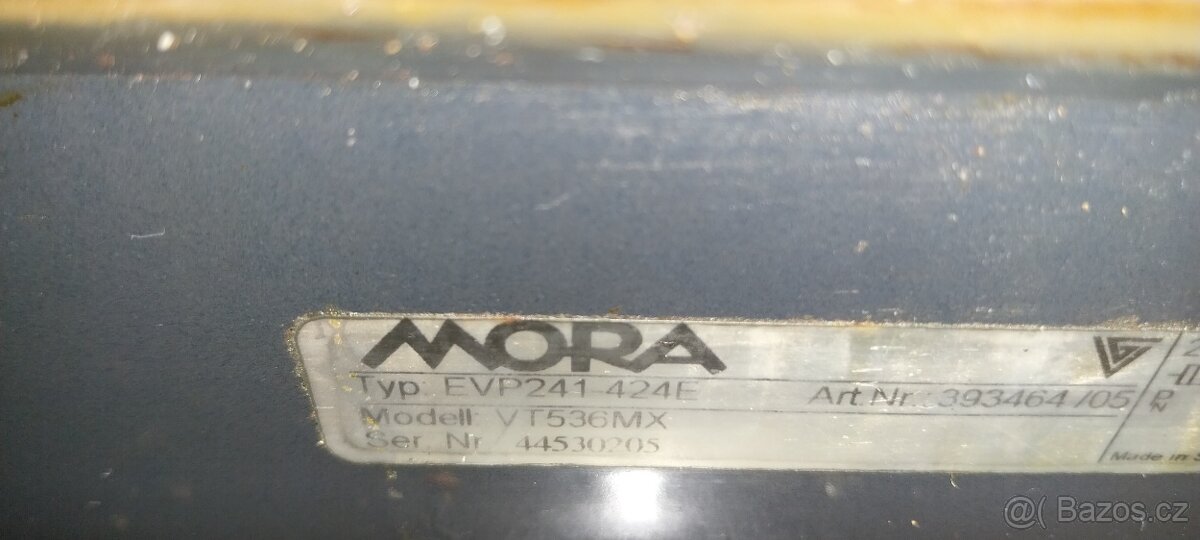 MORA
Typ: EVP241-424E
Art.Nr.: 393464/05
Modell: VT536MX
Ser. Nr. 44530205
Made in S
@( Bazos.cz